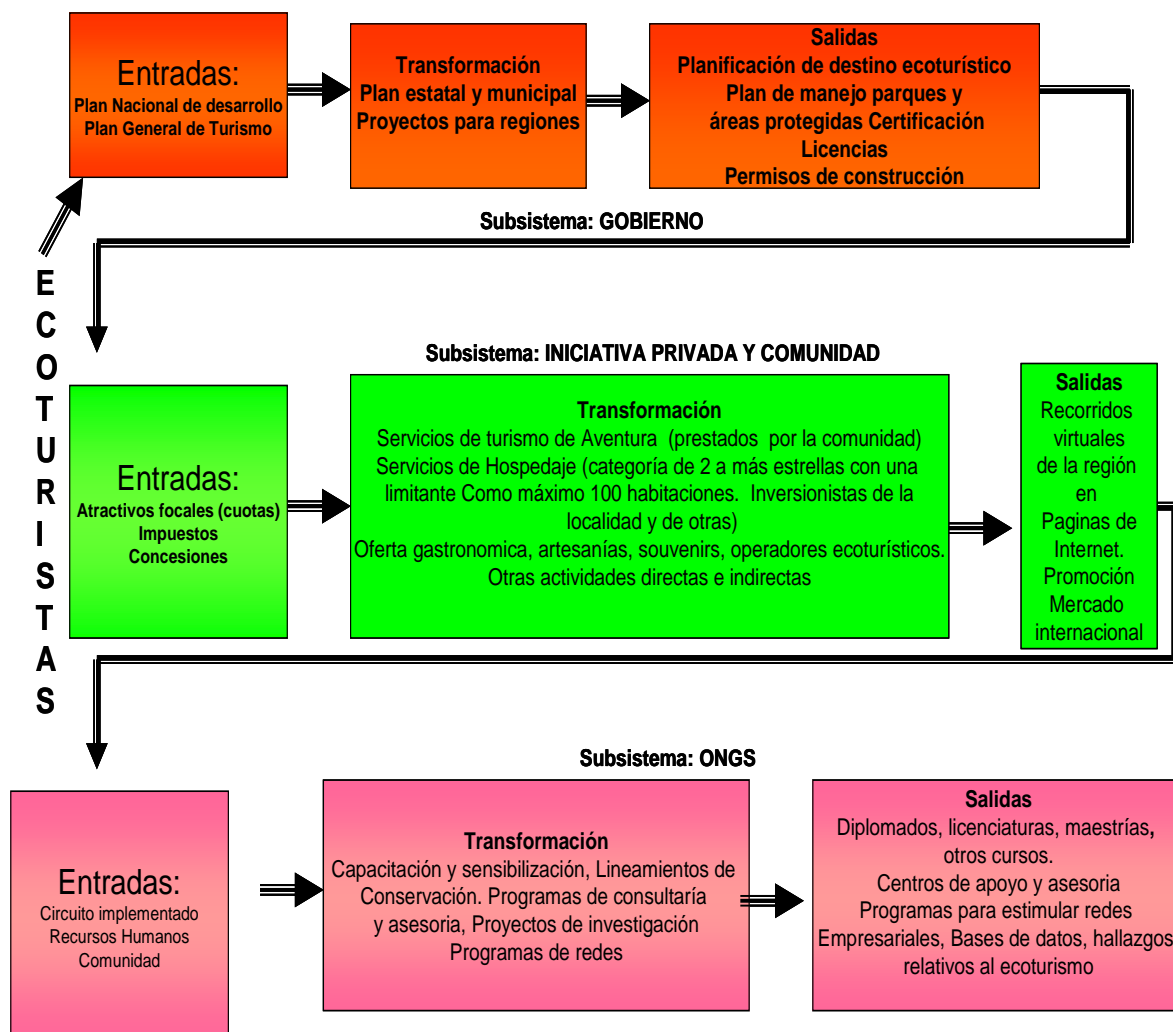 Entradas:
Plan Nacional de desarrollo
Plan General de Turismo
Transformación
Plan estatal y municipal
Proyectos para regiones
Salidas
Planificación de destino ecoturístico
Plan de manejo parques y
áreas protegidas Certificación
Licencias
Permisos de construcción
Subsistema: GOBIERNO
E
C
O
T
U
R
I
S
T
A
S
Subsistema: INICIATIVA PRIVADA Y COMUNIDAD
Entradas:
Atractivos focales (cuotas)
Impuestos
Concesiones
Transformación
Servicios de turismo de Aventura (prestados por la comunidad)
Servicios de Hospedaje (categoría de 2 a más estrellas con una
limitante Como máximo 100 habitaciones. Inversionistas de la
localidad y de otras)
Oferta gastronomica, artesanías, souvenirs, operadores ecoturísticos.
Otras actividades directas e indirectas
Salidas
Recorridos
virtuales
de la región
en
Paginas de
Internet.
Promoción
Mercado
internacional
Subsistema: ONGS
Entradas:
Circuito implementado
Recursos Humanos
Comunidad
Transformación
Capacitación y sensibilización, Lineamientos de
Conservación. Programas de consultaría
y asesoria, Proyectos de investigación
Programas de redes
Salidas
Diplomados, licenciaturas, maestrías,
otros cursos.
Centros de apoyo y asesoria
Programas para estimular redes
Empresariales, Bases de datos, hallazgos
relativos al ecoturismo